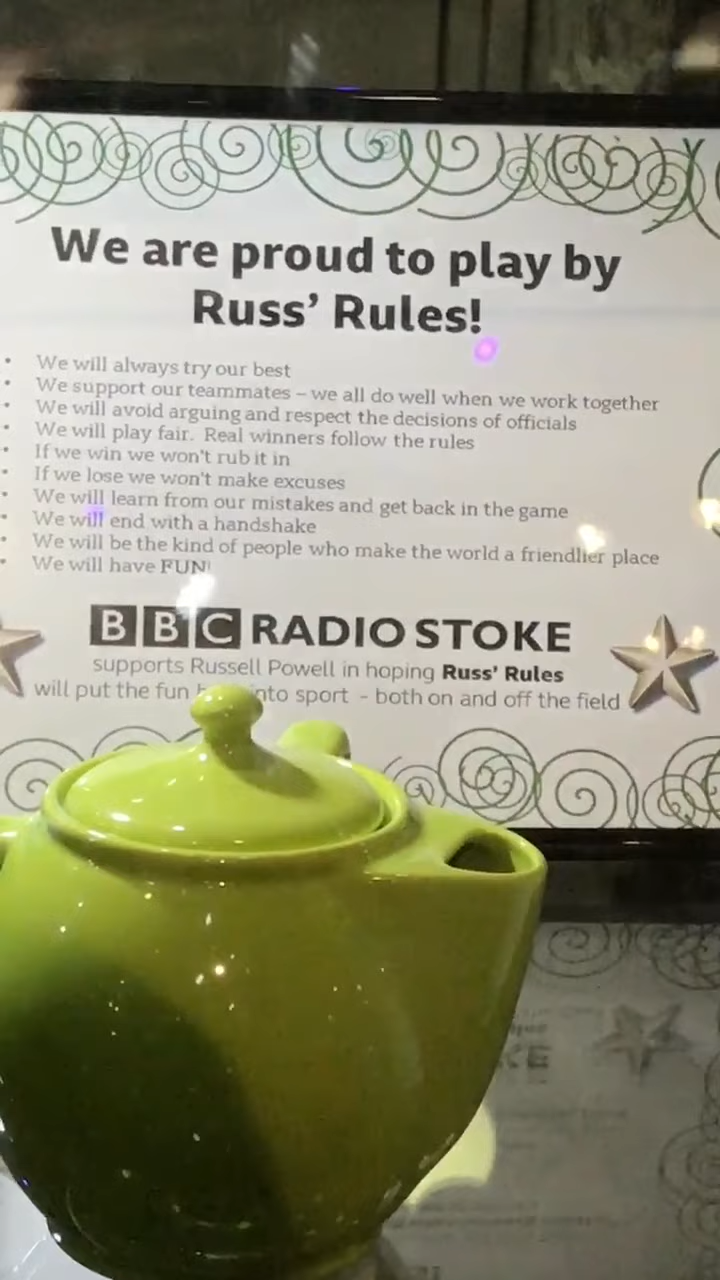 We are proud to play by
Russ' Rules!
• We will always try our best
• We support our teammates – we all do well when we work together
• We will avoid arguing and respect the decisions of officials
• We will play fair. Real winners follow the rules
• If we win we won't rub it in
• If we lose we won't make excuses
• We will learn from our mistakes and get back in the game
• We will end with a handshake
• We will be the kind of people who make the world a friendlier place
• We will have FUN!
BBC RADIO STOKE
supports Russell Powell in hoping Russ' Rules
will put the fun into sport - both on and off the field